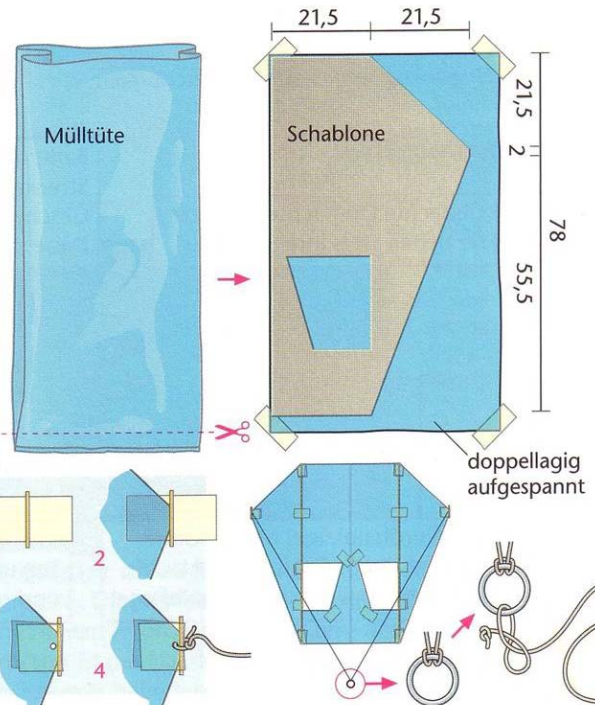 21,5 21,5
Mülltüte
Schablone
21,5
2
78
55,5
doppellagig
aufgespannt
2
4